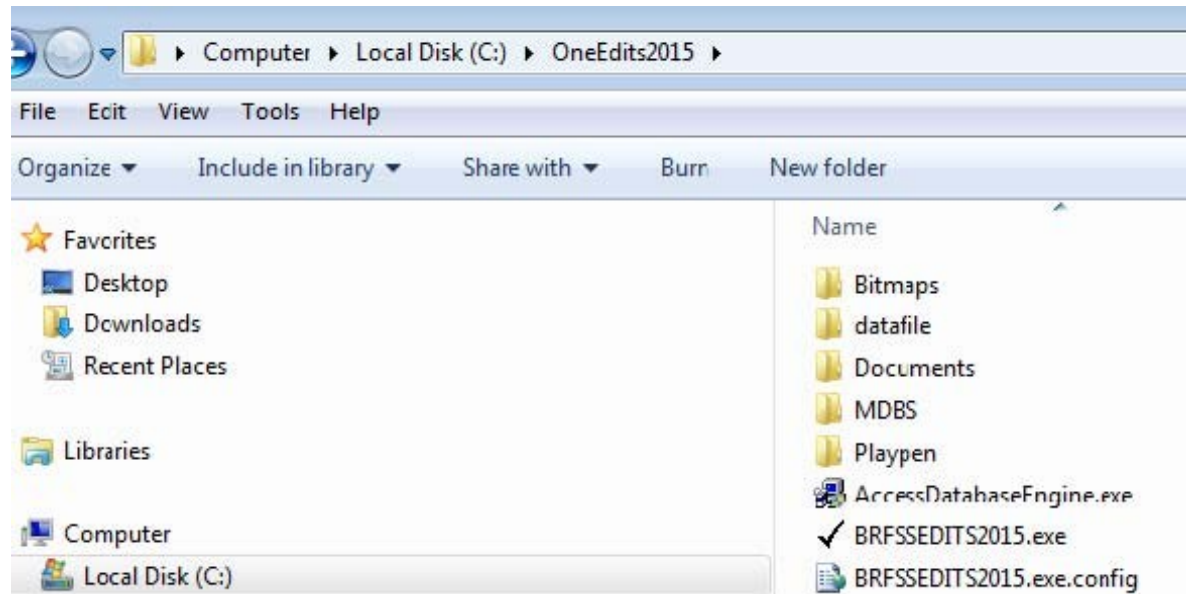 Computer Local Disk (C:) OneEdits2015
File Edit View Tools Help
Organize Include in library Share with Burn New folder
Favorites
Desktop
Downloads
Recent Places
Libraries
Computer
Local Disk (C:)
Name
Bitmaps
datafile
Documents
MDBS
Playpen
AccessDatabaseEngine.exe
BRFSSEDITS2015.exe
BRFSSEDITS2015.exe.config